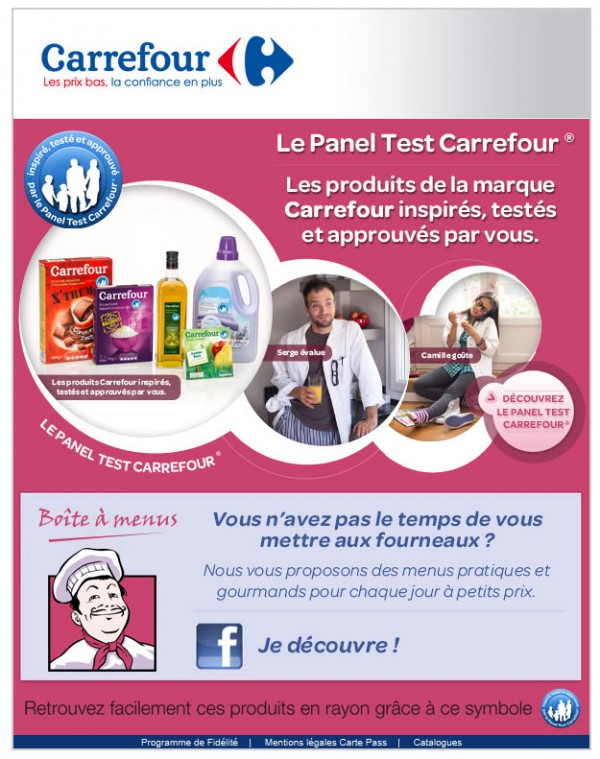 Carrefour
Les prix bas, la confiance en plus
inspiré, testé et approuvé
par le Panel Test Carrefour
Le Panel Test Carrefour ®
Les produits de la marque
Carrefour inspirés, testés
et approuvés par vous.
Carrefour
X'TREM
Carrefour
Carrefour
Les produits Carrefour inspirés,
testés et approuvés par vous.
Serge évalue
Camille goûte
LE PANEL TEST CARREFOUR ®
DÉCOUVREZ
LE PANEL TEST
CARREFOUR ®
Boîte à menus
Vous n'avez pas le temps de vous
mettre aux fourneaux ?
Nous vous proposons des menus pratiques et
gourmands pour chaque jour à petits prix.
f
Je découvre !
Retrouvez facilement ces produits en rayon grâce à ce symbole
Programme de Fidélité | Mentions légales Carte Pass | Catalogues